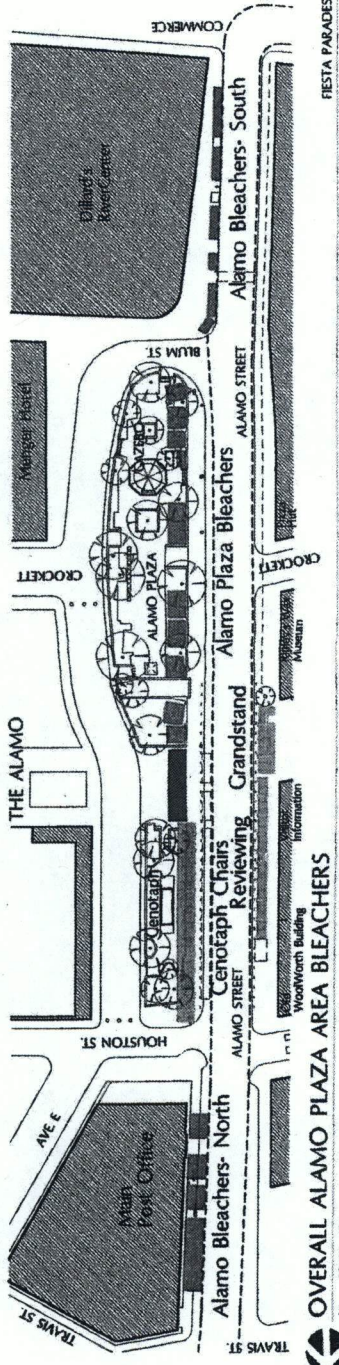 COMMERCE
Dillard's
RiverCenter
Alamo Bleachers- South
BLUM ST.
ALAMO STREET
Menger Hotel
GAZEBO
CROCKETT
ALAMO PLAZA
Alamo Plaza Bleachers
CROCKETT
Museum
THE ALAMO
Cenotaph
Cenotaph Chairs
Reviewing Grandstand
ALAMO STREET
Information
WoolWorth Building
HOUSTON ST.
AVE E
Main
Post Office
Alamo Bleachers- North
TRAVIS ST.
TRAVIS ST.
OVERALL ALAMO PLAZA AREA BLEACHERS
FIESTA PARADES